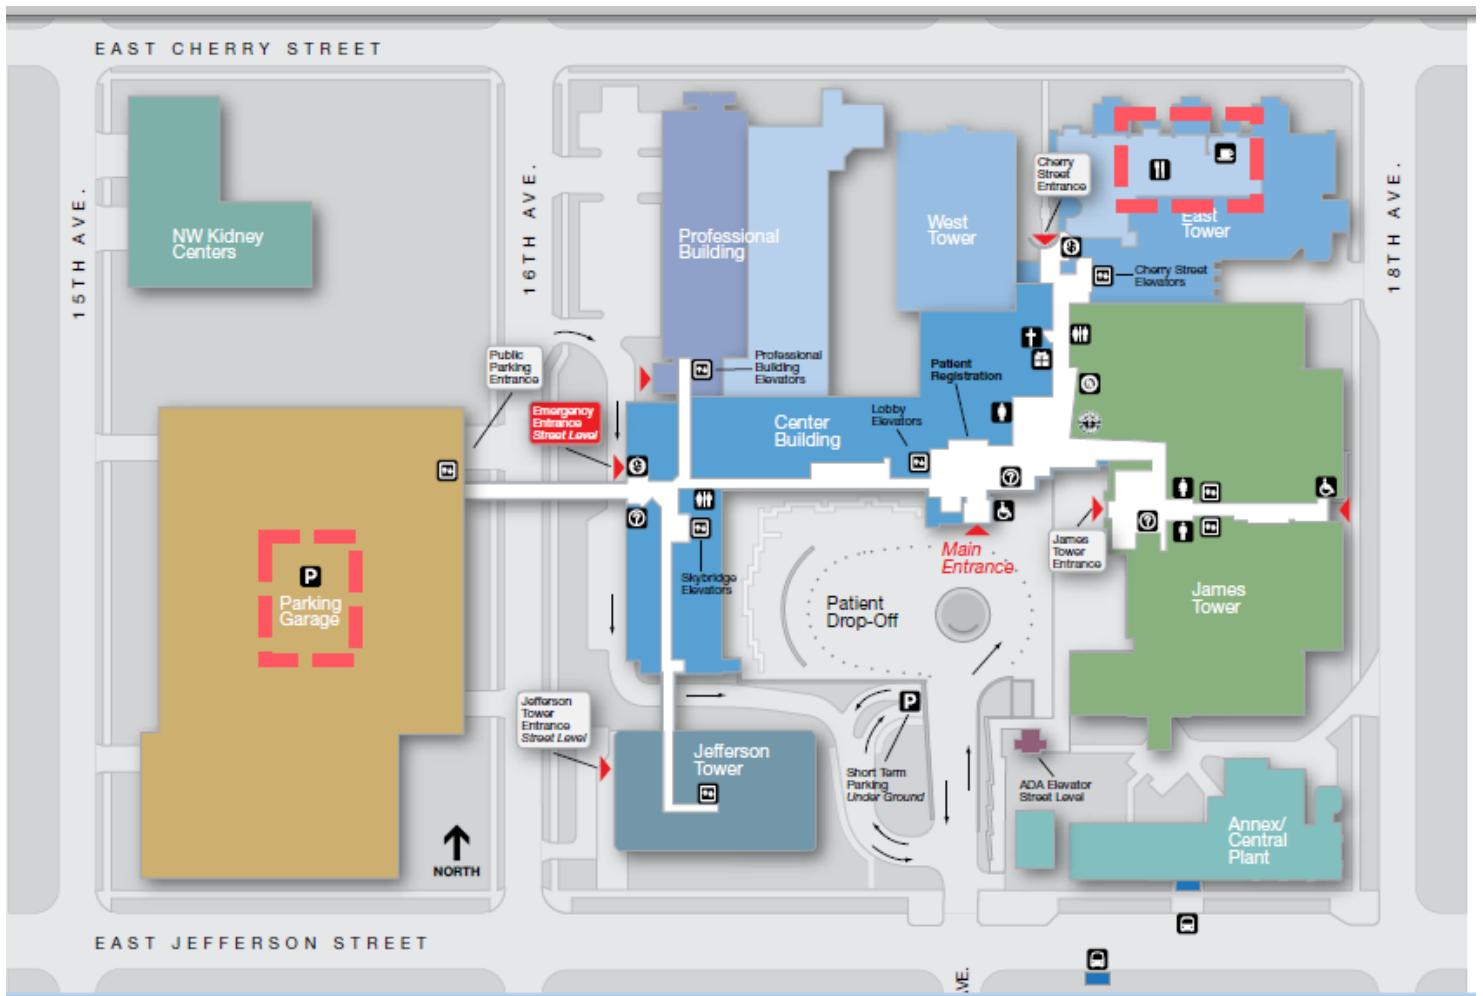 EAST CHERRY STREET
15TH AVE.
16TH AVE.
18TH AVE.
NW Kidney
Centers
Professional
Building
West
Tower
Cherry
Street
Entrance
East
Tower
Cherry Street
Elevators
Public
Parking
Entrance
Professional
Building
Elevators
Patient
Registration
Emergency
Entrance
Street Level
Center
Building
Lobby
Elevators
Main
Entrance
James
Tower
Entrance
James
Tower
P
Parking
Garage
Skybridge
Elevators
Patient
Drop-Off
Jefferson
Tower
Entrance
Street Level
Jefferson
Tower
P
Short Term
Parking
Under Ground
ADA Elevator
Street Level
Annex/
Central
Plant
NORTH
EAST JEFFERSON STREET
VE.